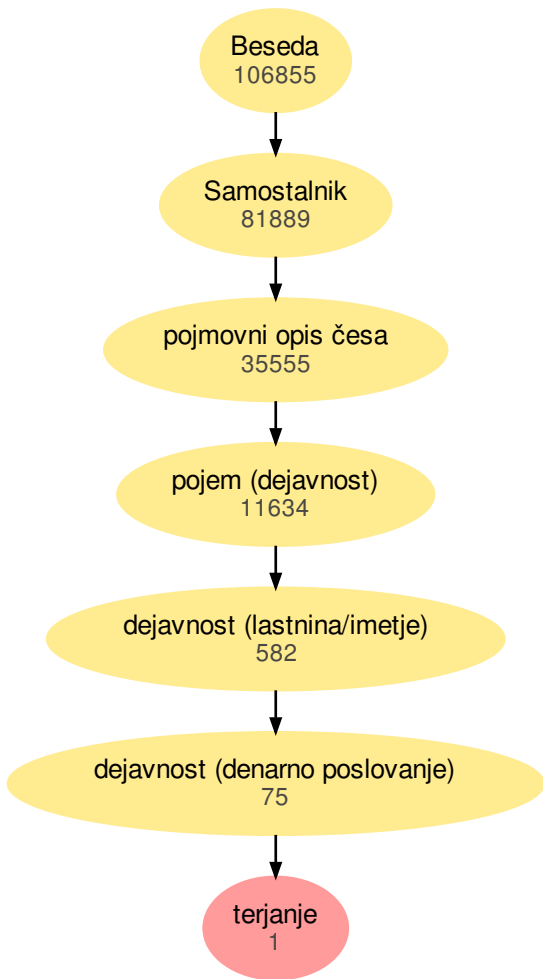 Beseda
106855
Samostalnik
81889
pojmovni opis česa
35555
pojem (dejavnost)
11634
dejavnost (lastnina/imetje)
582
dejavnost (denarno poslovanje)
75
terjanje
1